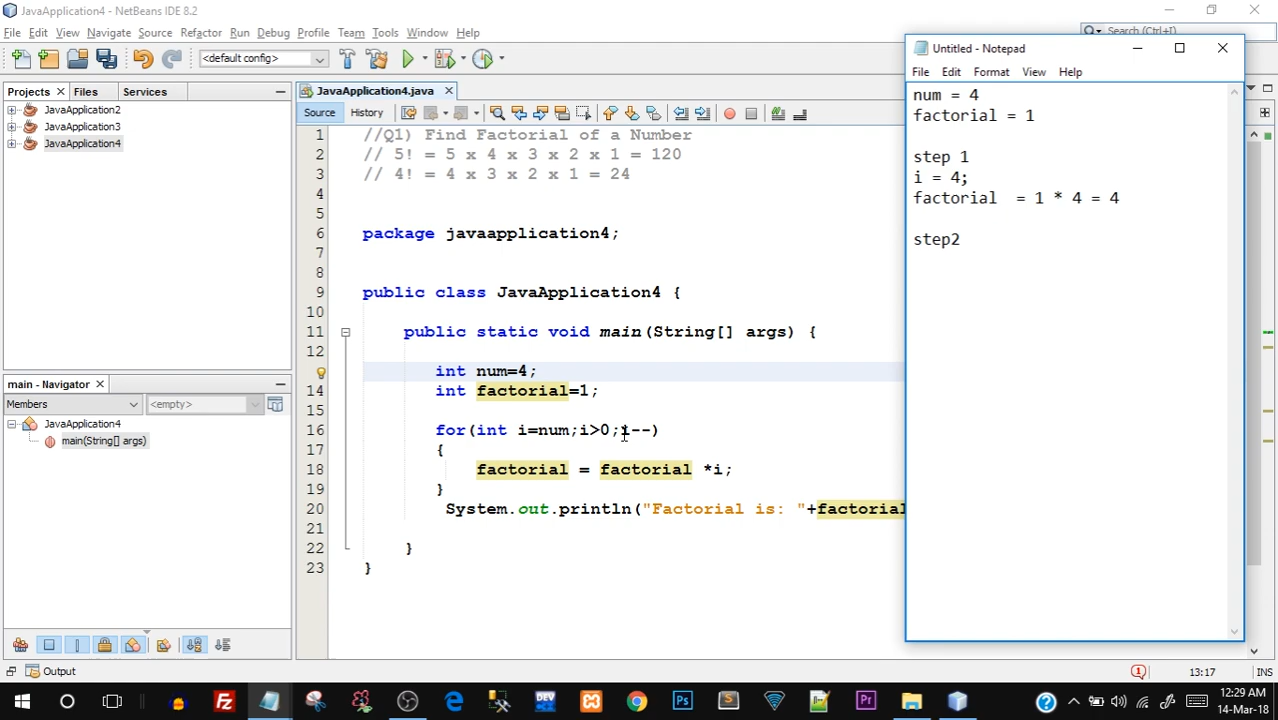 JavaApplication4 - NetBeans IDE 8.2
File Edit View Navigate Source Refactor Run Debug Profile Team Tools Window Help
Search (Ctrl+I)
<default config>
Projects Files Services
JavaApplication2
JavaApplication3
JavaApplication4
main - Navigator
Members <empty>
JavaApplication4
main(String[] args)
JavaApplication4.java
Source History
1 //Q1) Find Factorial of a Number
2 // 5! = 5 x 4 x 3 x 2 x 1 = 120
3 // 4! = 4 x 3 x 2 x 1 = 24
4
5
6 package javaapplication4;
7
8
9 public class JavaApplication4 {
10
11 public static void main(String[] args) {
12
int num=4;
14 int factorial=1;
15
16 for(int i=num;i>0;i--)
17 {
18 factorial = factorial *i;
19 }
20 System.out.println("Factorial is: "+factorial
21
22 }
23 }
Untitled - Notepad
File Edit Format View Help
num = 4
factorial = 1
step 1
i = 4;
factorial = 1 * 4 = 4
step2
Output
1
13:17 INS
Ps
DEV
Pr
12:29 AM
14-Mar-18